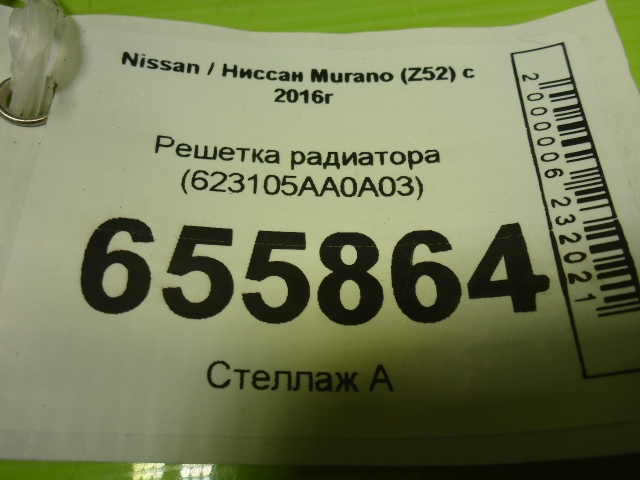 Nissan / Ниссан Murano (Z52) с
2016г
Решетка радиатора
(623105AA0A03)
655864
Стеллаж А
2000006232021